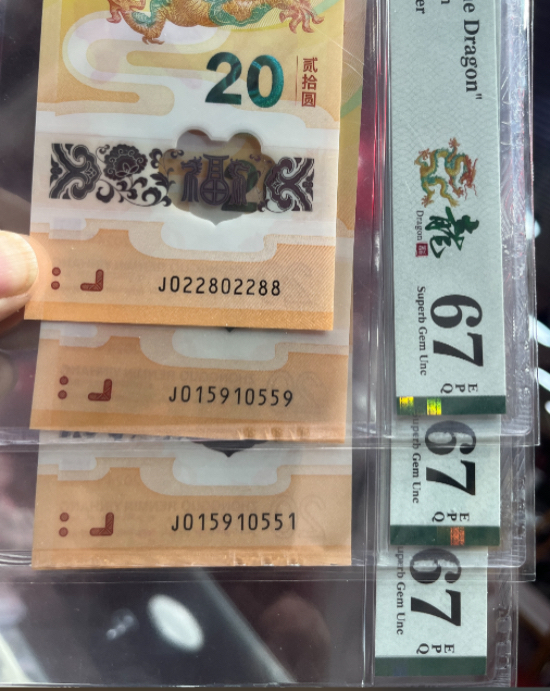 20
贰拾圆
福
J022802288
J015910559
J015910551
Dragon"
龍
Dragon
67
EPQ
Superb Gem Unc
67
EPQ
Superb Gem Unc
67
EPQ
Superb Gem Unc